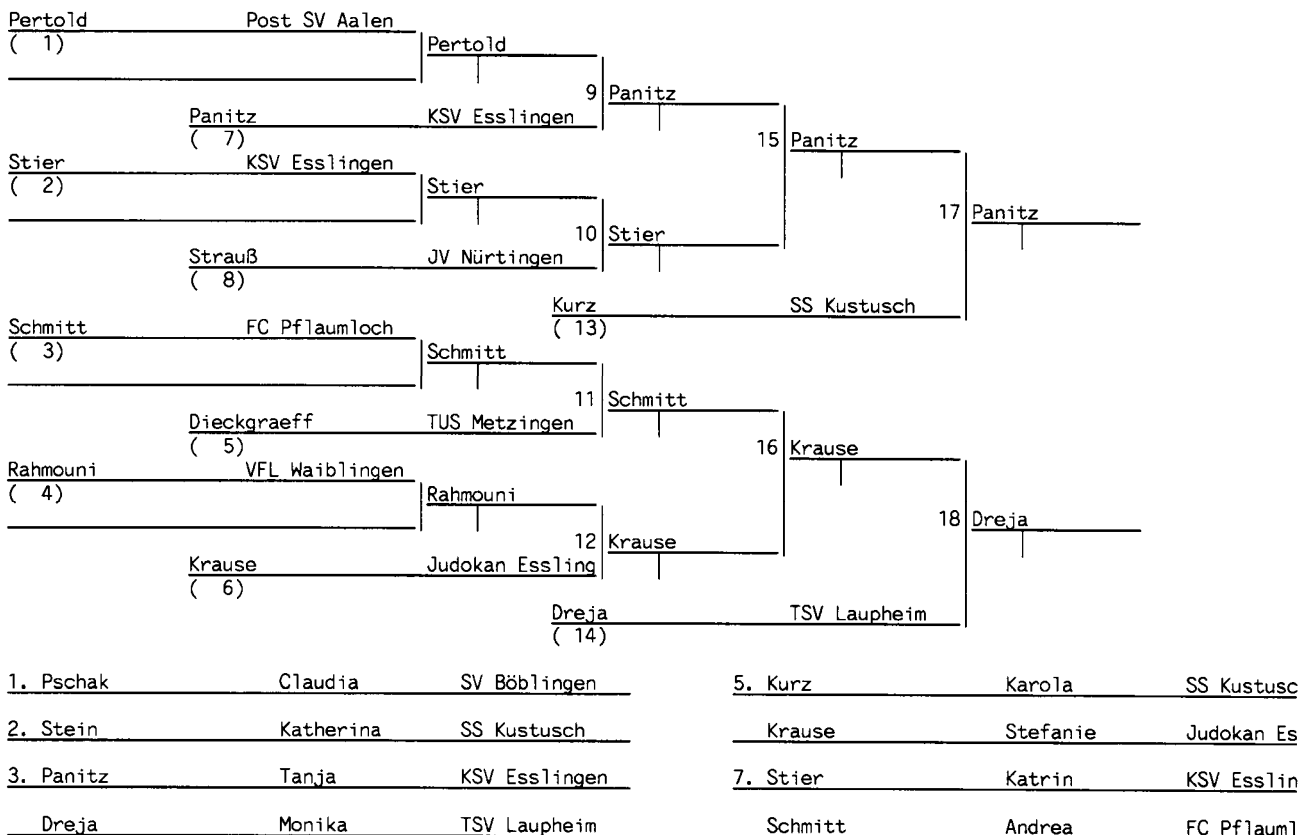 Pertold Post SV Aalen
( 1) Pertold
9 Panitz
Panitz KSV Esslingen
( 7) 15 Panitz
Stier KSV Esslingen
( 2) Stier
17 Panitz
10 Stier
Strauß JV Nürtingen
( 8)
Kurz SS Kustusch
( 13)
Schmitt FC Pflaumloch
( 3) Schmitt
11 Schmitt
Dieckgraeff TUS Metzingen
( 5) 16 Krause
Rahmouni VFL Waiblingen
( 4) Rahmouni
18 Dreja
12 Krause
Krause Judokan Essling
( 6)
Dreja TSV Laupheim
( 14)
1. Pschak Claudia SV Böblingen 5. Kurz Karola SS Kustusc
2. Stein Katherina SS Kustusch Krause Stefanie Judokan Es
3. Panitz Tanja KSV Esslingen 7. Stier Katrin KSV Esslin
Dreja Monika TSV Laupheim Schmitt Andrea FC Pflauml